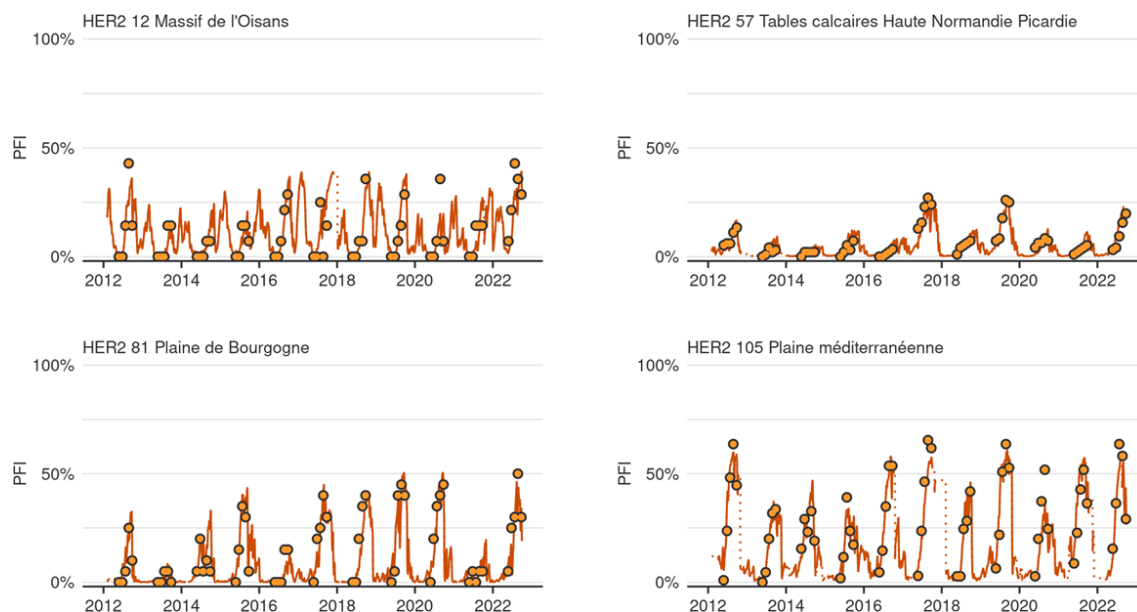 HER2 12 Massif de l'Oisans
100%
50%
0%
PFI
2012 2014 2016 2018 2020 2022
HER2 57 Tables calcaires Haute Normandie Picardie
100%
50%
0%
PFI
2012 2014 2016 2018 2020 2022
HER2 81 Plaine de Bourgogne
100%
50%
0%
PFI
2012 2014 2016 2018 2020 2022
HER2 105 Plaine méditerranéenne
100%
50%
0%
PFI
2012 2014 2016 2018 2020 2022